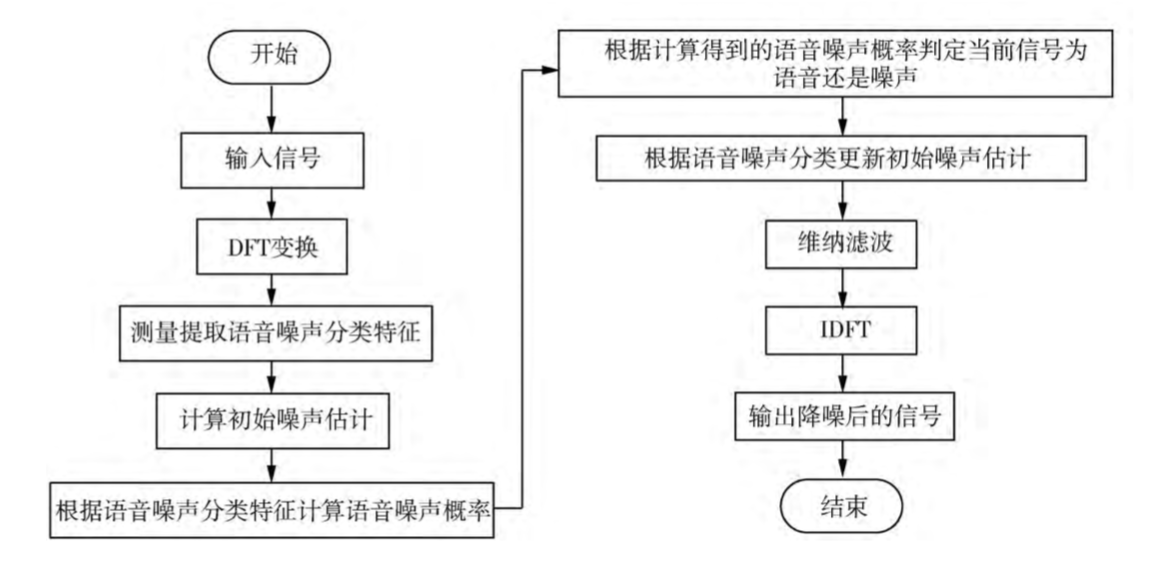 开始
输入信号
DFT变换
测量提取语音噪声分类特征
计算初始噪声估计
根据语音噪声分类特征计算语音噪声概率
根据计算得到的语音噪声概率判定当前信号为
语音还是噪声
根据语音噪声分类更新初始噪声估计
维纳滤波
IDFT
输出降噪后的信号
结束